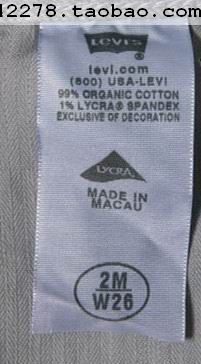 42278.taobao.com
LEVI'S
®
levi.com
(800) USA-LEVI
99% ORGANIC COTTON
1% LYCRA® SPANDEX
EXCLUSIVE OF DECORATION
LYCRA
MADE IN
MACAU
2M
W26